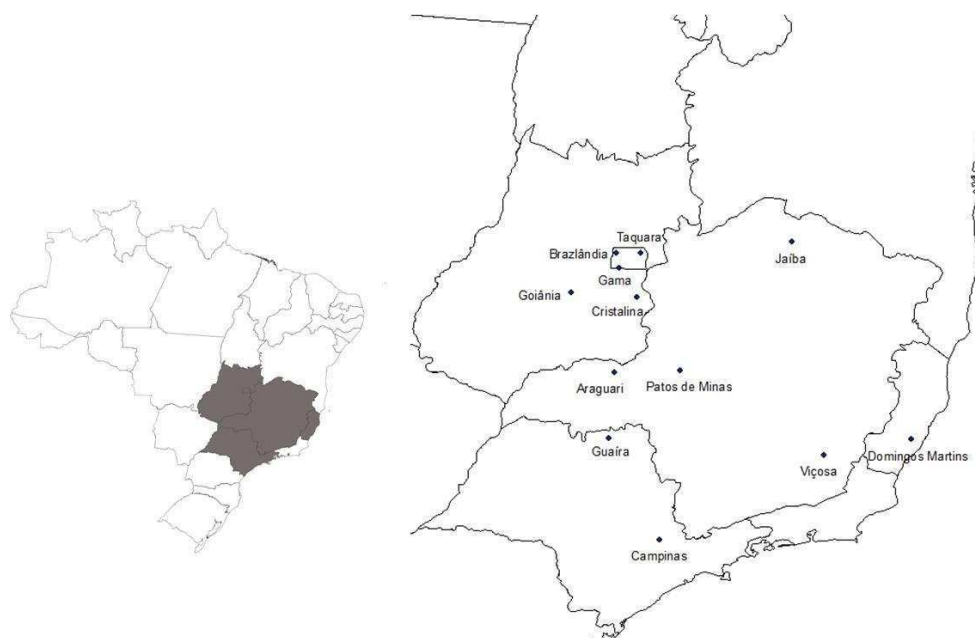 Taquara
Brazlândia
Jaíba
Gama
Goiânia
Cristalina
Araguari
Patos de Minas
Guaíra
Viçosa
Domingos Martins
Campinas